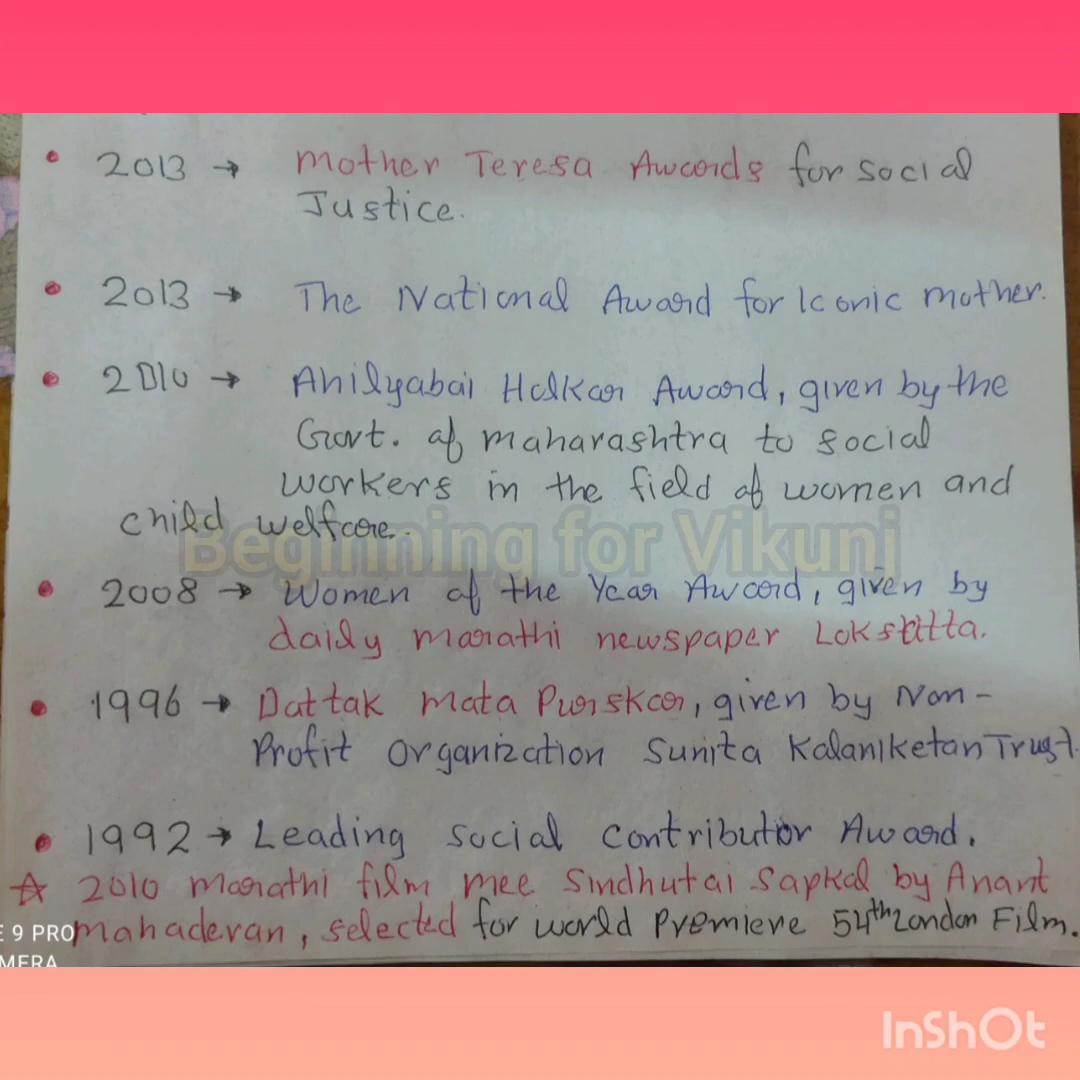 • 2013 → Mother Teresa Awards for social
Justice.
• 2013 → The National Award for Iconic mother.
• 2010 → Ahilyabai Holkar Award, given by the
Govt. of maharashtra to social
workers in the field of women and
child welfare.
Beginning for Vikunj
• 2008 → Women of the Year Award, given by
daily marathi newspaper Loksatta.
• 1996 → Dattak mata Purskar, given by Non-
Profit organization Sunita Kalaniketan Trust.
• 1992 → Leading social contributor Award.
☆ 2010 marathi film mee Sindhutai Sapkal by Anant
mahadevan, selected for world Premiere 54th London Film.
E 9 PRO
MERA
InShOt